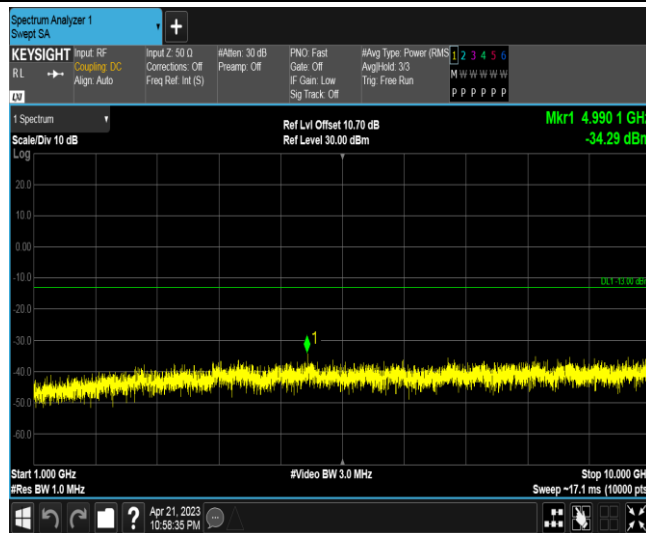 Spectrum Analyzer 1
Swept SA
+
KEYSIGHT
RL
Input: RF
Coupling: DC
Align: Auto
Input Z: 50 Ω
Corrections: Off
Freq Ref: Int (S)
#Atten: 30 dB
Preamp: Off
PNO: Fast
Gate: Off
IF Gain: Low
Sig Track: Off
#Avg Type: Power (RMS
Avg|Hold: 3/3
Trig: Free Run
1 2 3 4 5 6
M W W W W W
P P P P P P
1 Spectrum
Scale/Div 10 dB
Ref Lvl Offset 10.70 dB
Ref Level 30.00 dBm
Mkr1 4.990 1 GHz
-34.29 dBm
Log
20.0
10.0
0.00
-10.0
DL1 -13.00 dBm
-20.0
-30.0
1
-40.0
-50.0
-60.0
Start 1.000 GHz
#Res BW 1.0 MHz
#Video BW 3.0 MHz
Stop 10.000 GHz
Sweep ~17.1 ms (10000 pts
?
Apr 21, 2023
10:58:35 PM